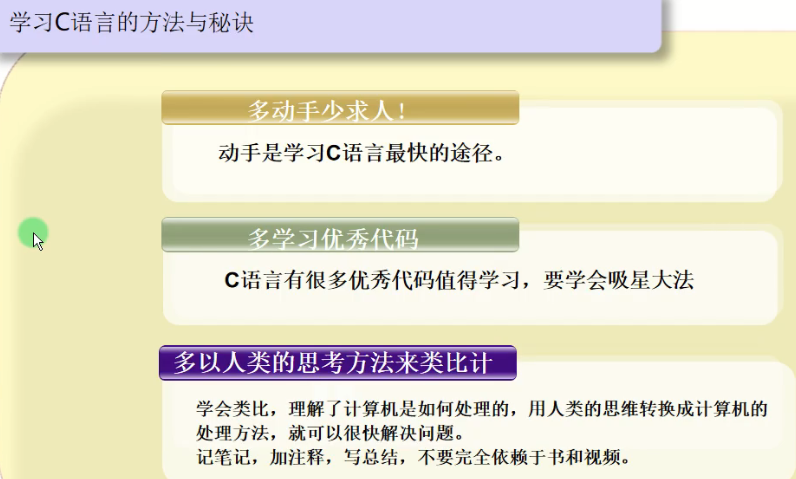 学习C语言的方法与秘诀
多动手少求人！
动手是学习C语言最快的途径。
多学习优秀代码
C语言有很多优秀代码值得学习，要学会吸星大法
多以人类的思考方法来类比计
学会类比，理解了计算机是如何处理的，用人类的思维转换成计算机的
处理方法，就可以很快解决问题。
记笔记，加注释，写总结，不要完全依赖于书和视频。